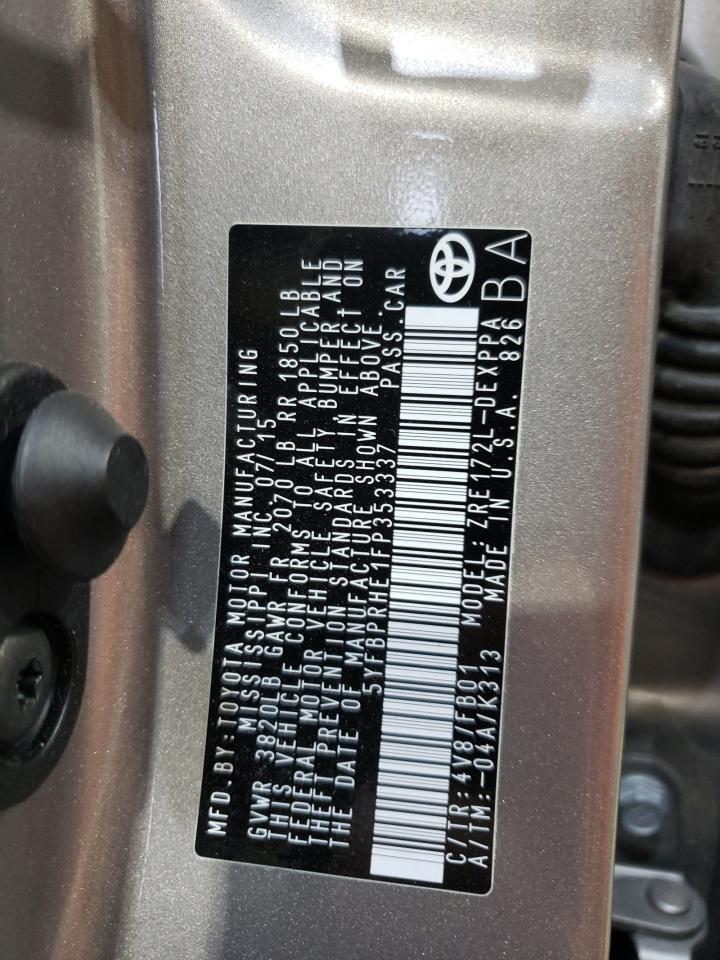 MFD.BY:TOYOTA MOTOR MANUFACTURING
MISSISSIPPI INC. 07/15
GVWR 3820LB GAWR FR 2070 LB RR 1850 LB
THIS VEHICLE CONFORMS TO ALL APPLICABLE
FEDERAL MOTOR VEHICLE SAFETY, BUMPER AND
THEFT PREVENTION STANDARDS IN EFFECT ON
THE DATE OF MANUFACTURE SHOWN ABOVE.
5YFBPRHE1FP353337 PASS.CAR
C/TR:4V8/FB01 MODEL:ZRE172L-DEXPPA
A/TM:-04A/K313 MADE IN U.S.A. 826 BA